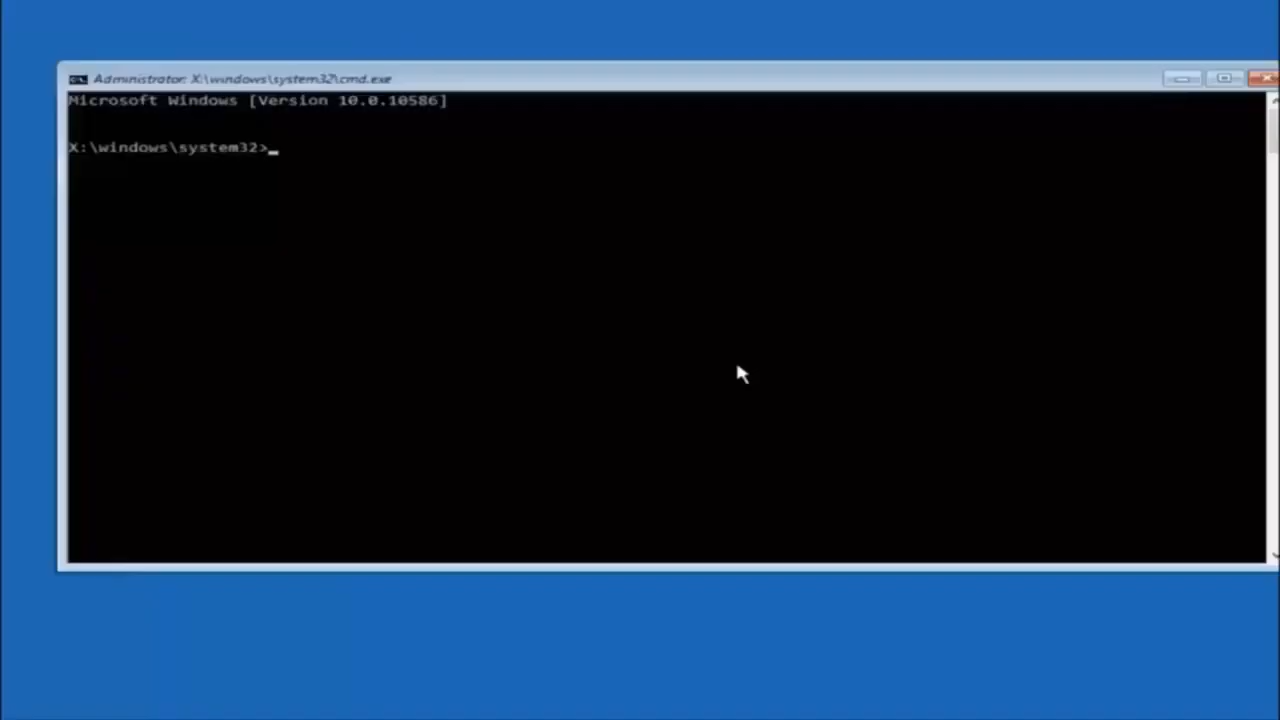 Administrator: X:\windows\system32\cmd.exe
Microsoft Windows [Version 10.0.10586]
X:\windows\system32>_